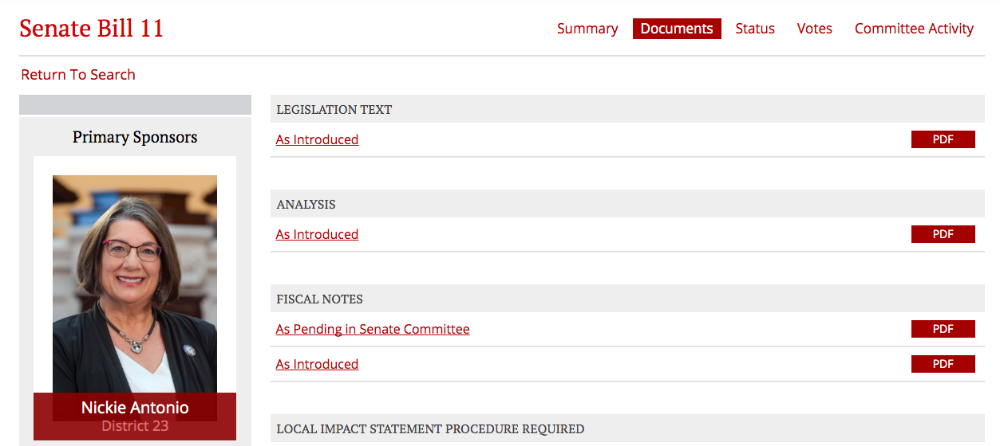 Senate Bill 11
Summary Documents Status Votes Committee Activity
Return To Search
Primary Sponsors
Nickie Antonio
District 23
LEGISLATION TEXT
As Introduced PDF
ANALYSIS
As Introduced PDF
FISCAL NOTES
As Pending in Senate Committee PDF
As Introduced PDF
LOCAL IMPACT STATEMENT PROCEDURE REQUIRED